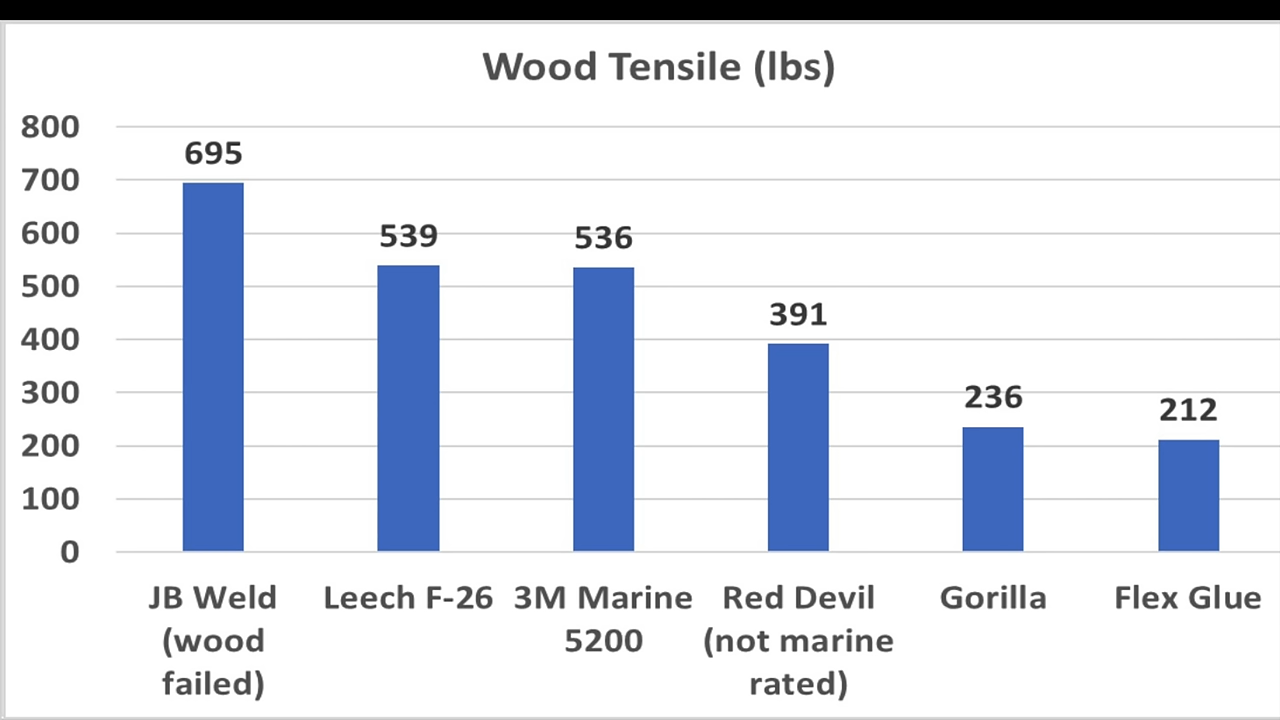 Wood Tensile (lbs)
800
700
600
500
400
300
200
100
0
695
539
536
391
236
212
JB Weld
(wood
failed)
Leech F-26
3M Marine
5200
Red Devil
(not marine
rated)
Gorilla
Flex Glue